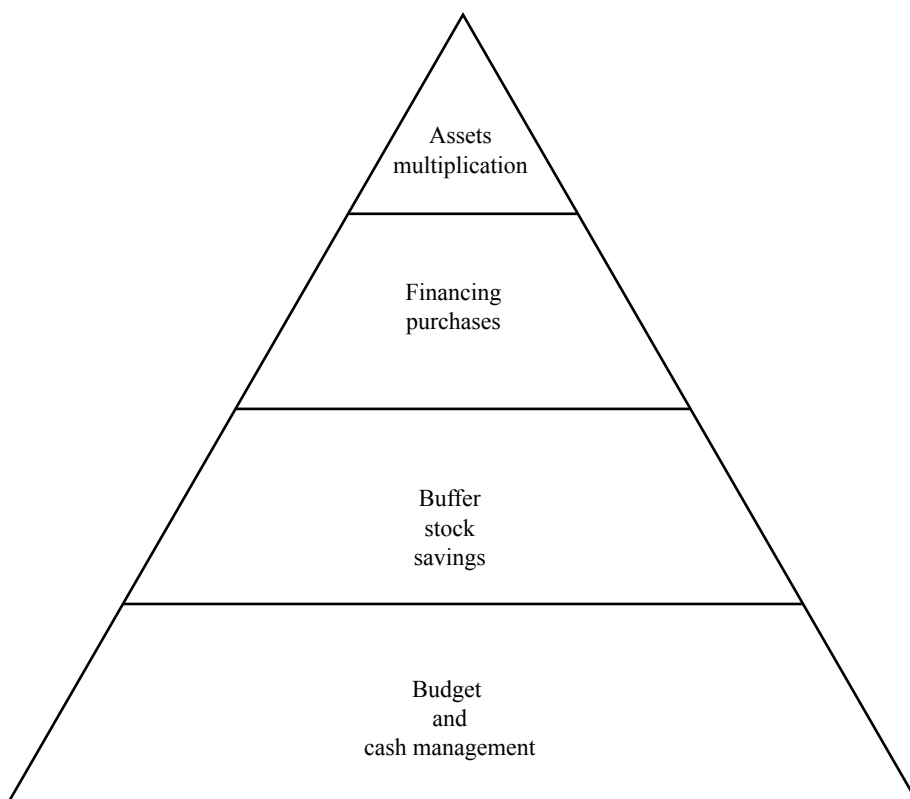 Assets
multiplication
Financing
purchases
Buffer
stock
savings
Budget
and
cash management